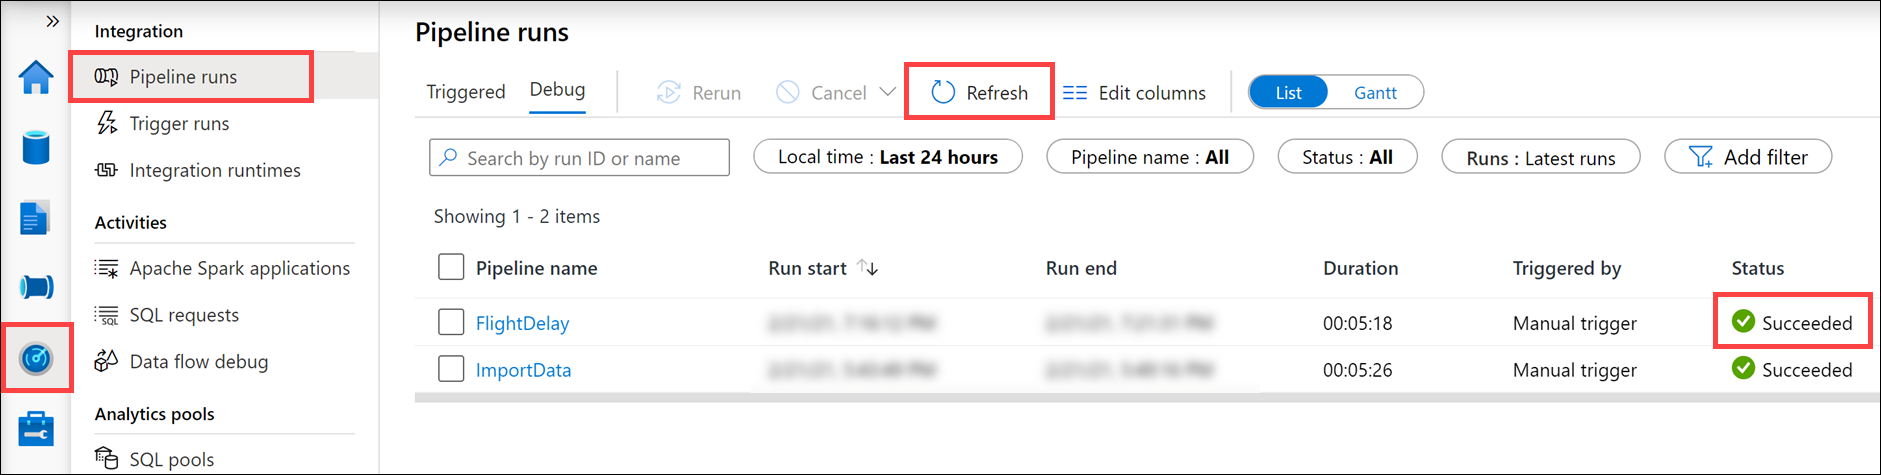 »
Integration
Pipeline runs
Trigger runs
Integration runtimes
Activities
Apache Spark applications
SQL requests
Data flow debug
Analytics pools
SQL pools
Pipeline runs
Triggered Debug Rerun Cancel Refresh Edit columns List Gantt
Search by run ID or name Local time : Last 24 hours Pipeline name : All Status : All Runs : Latest runs Add filter
Showing 1 - 2 items
Pipeline name Run start ↑↓ Run end Duration Triggered by Status
FlightDelay 00:05:18 Manual trigger Succeeded
ImportData 00:05:26 Manual trigger Succeeded